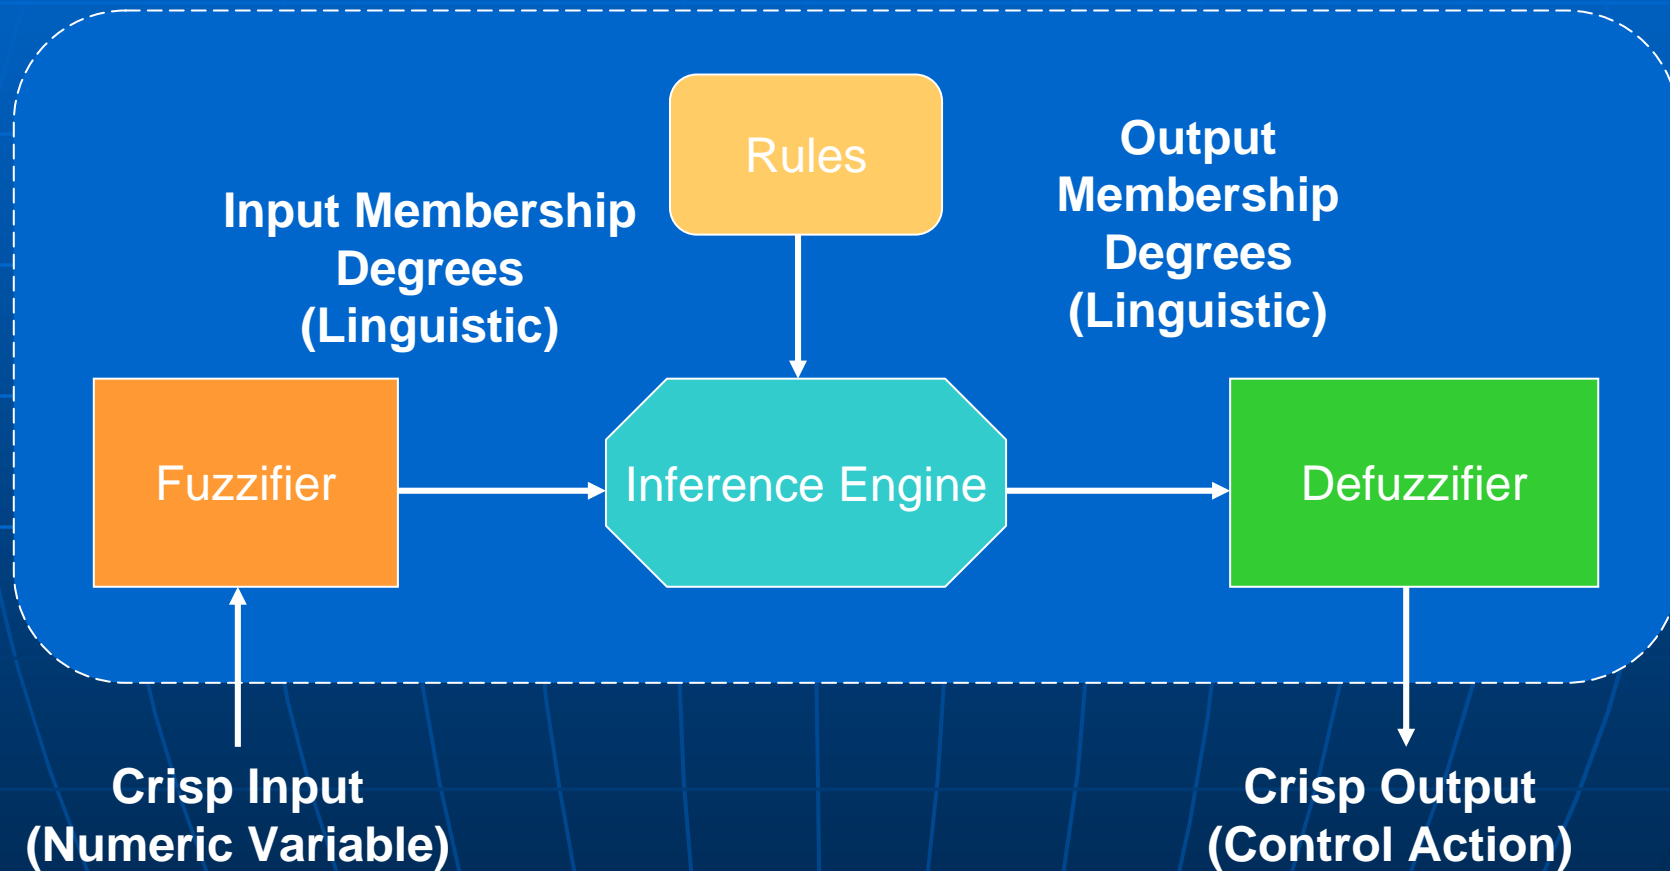 Rules
Input Membership
Degrees
(Linguistic)
Output
Membership
Degrees
(Linguistic)
Fuzzifier
Inference Engine
Defuzzifier
Crisp Input
(Numeric Variable)
Crisp Output
(Control Action)